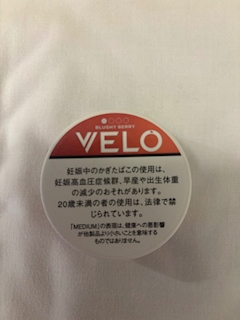 BLUSHY BERRY
VELO
妊娠中のかぎたばこの使用は、
妊娠高血圧症候群、早産や出生体重
の減少のおそれがあります。
20歳未満の者の使用は、法律で禁
じられています。
「MEDIUM」の表現は、健康への悪影響
が他製品より小さいことを意味する
ものではありません。